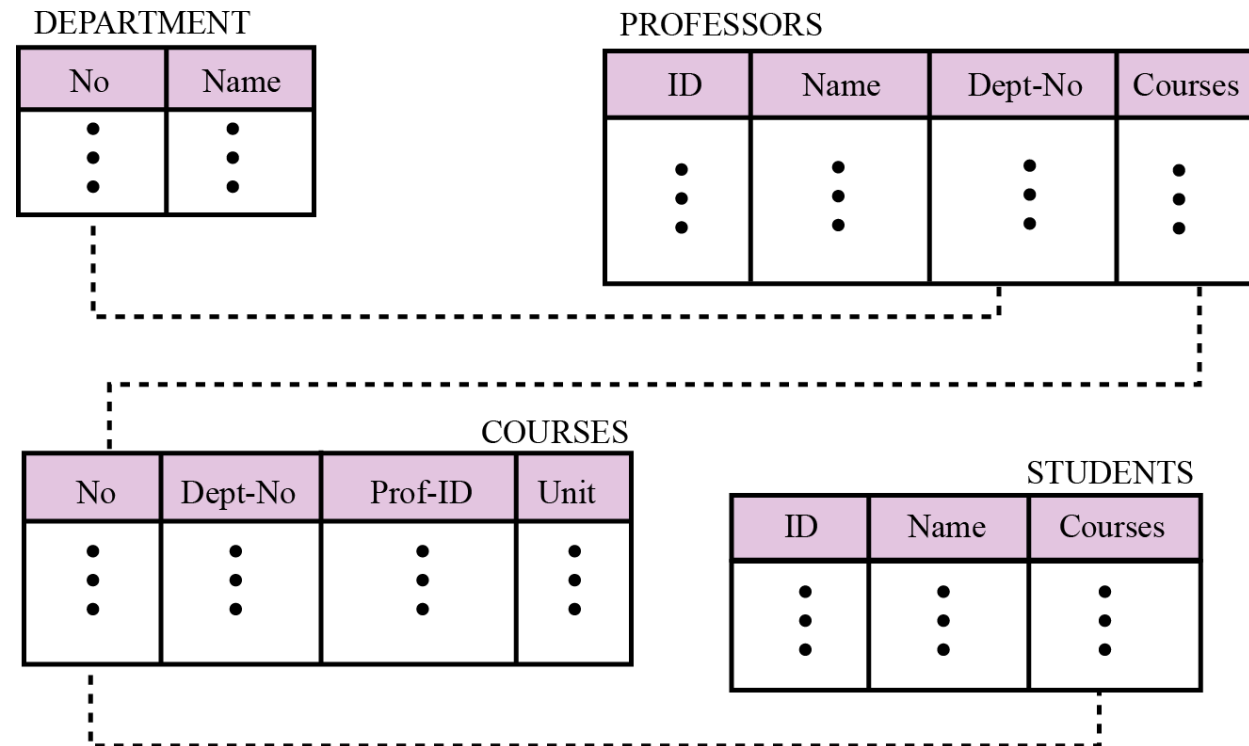 DEPARTMENT
No Name
PROFESSORS
ID Name Dept-No Courses
COURSES
No Dept-No Prof-ID Unit
STUDENTS
ID Name Courses